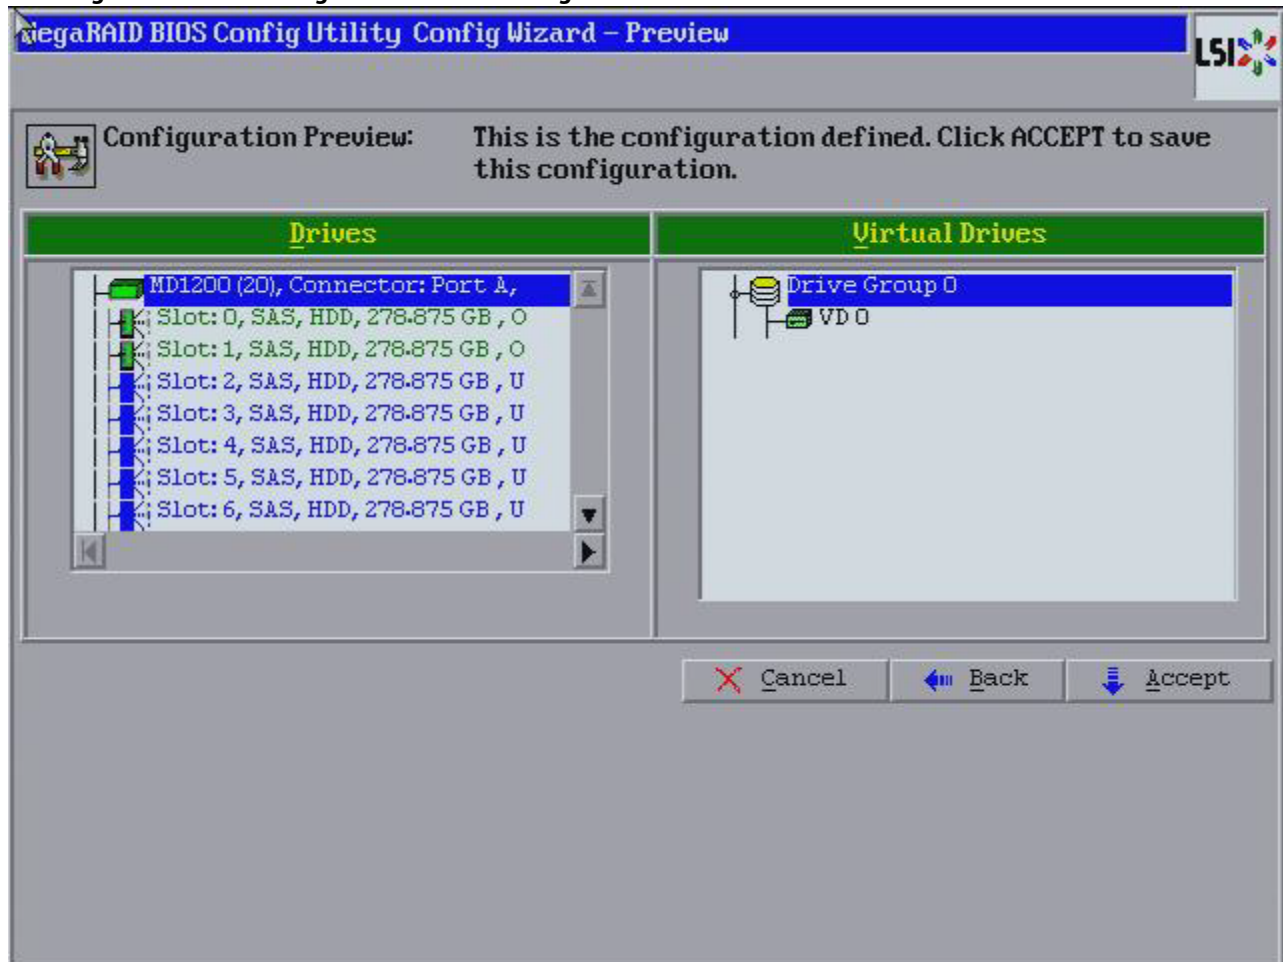 MegaRAID BIOS Config Utility Config Wizard – Preview
LSI
Configuration Preview: This is the configuration defined. Click ACCEPT to save
this configuration.
Drives
Virtual Drives
MD1200 (20), Connector: Port A,
Slot: 0, SAS, HDD, 278.875 GB , O
Slot: 1, SAS, HDD, 278.875 GB , O
Slot: 2, SAS, HDD, 278.875 GB , U
Slot: 3, SAS, HDD, 278.875 GB , U
Slot: 4, SAS, HDD, 278.875 GB , U
Slot: 5, SAS, HDD, 278.875 GB , U
Slot: 6, SAS, HDD, 278.875 GB , U
Drive Group 0
VD 0
Cancel
Back
Accept